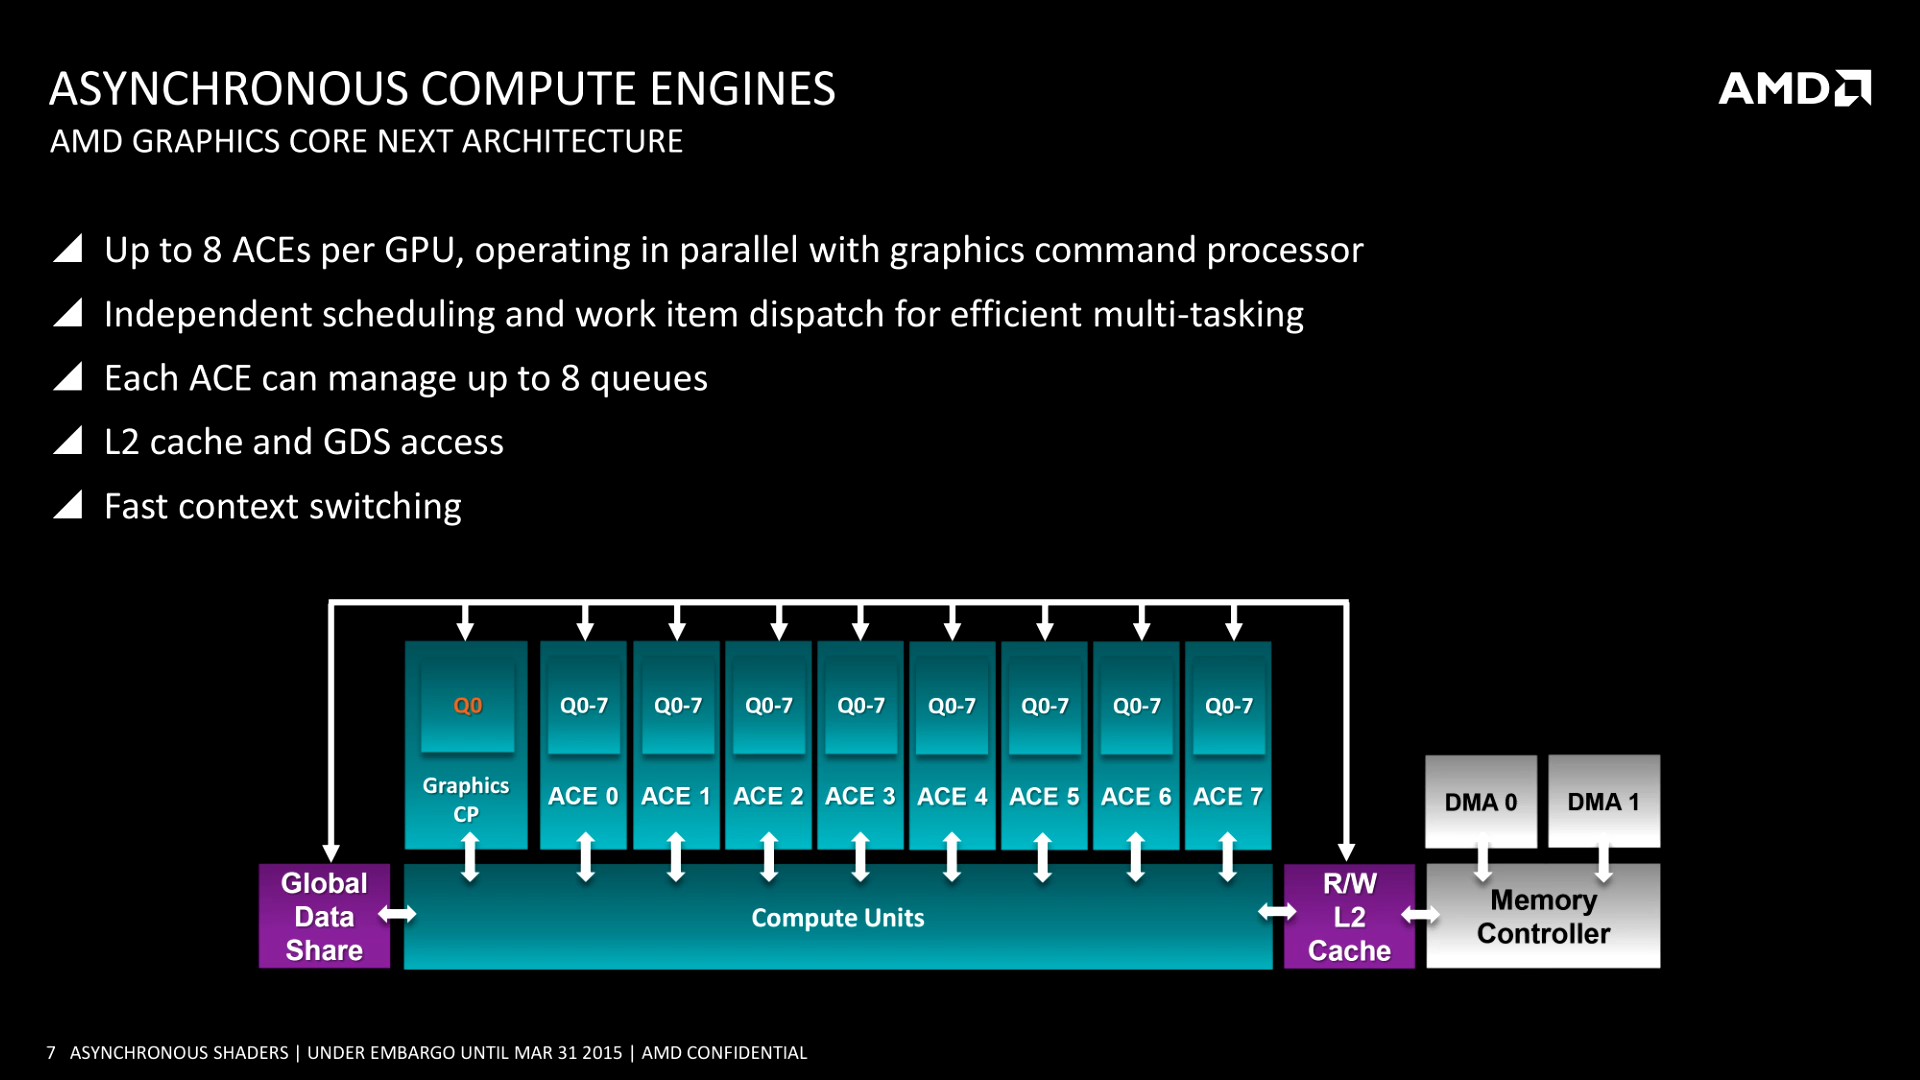 ASYNCHRONOUS COMPUTE ENGINES
AMD
AMD GRAPHICS CORE NEXT ARCHITECTURE
Up to 8 ACEs per GPU, operating in parallel with graphics command processor
Independent scheduling and work item dispatch for efficient multi-tasking
Each ACE can manage up to 8 queues
L2 cache and GDS access
Fast context switching
Q0 Q0-7 Q0-7 Q0-7 Q0-7 Q0-7 Q0-7 Q0-7 Q0-7
Graphics
CP
ACE 0 ACE 1 ACE 2 ACE 3 ACE 4 ACE 5 ACE 6 ACE 7
DMA 0 DMA 1
Global
Data
Share
Compute Units
R/W
L2
Cache
Memory
Controller
7 ASYNCHRONOUS SHADERS | UNDER EMBARGO UNTIL MAR 31 2015 | AMD CONFIDENTIAL